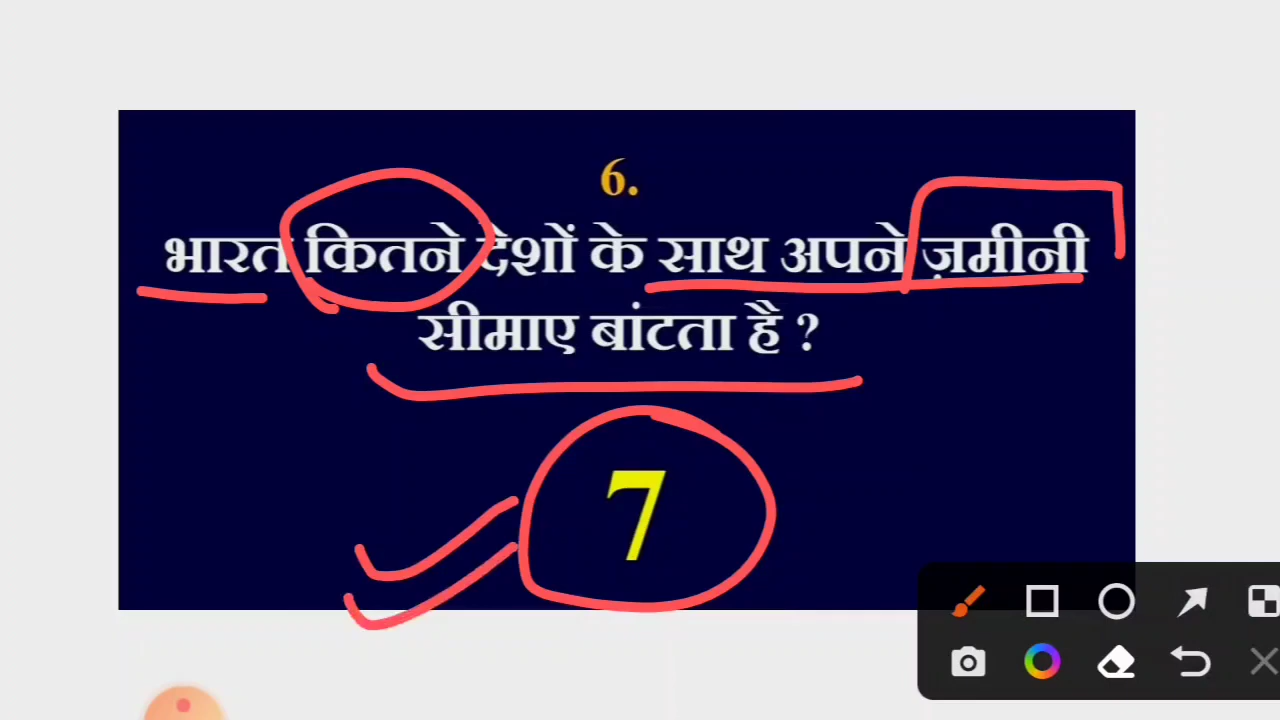 6.
भारत कितने देशों के साथ अपने ज़मीनी
सीमाए बांटता है ?
7